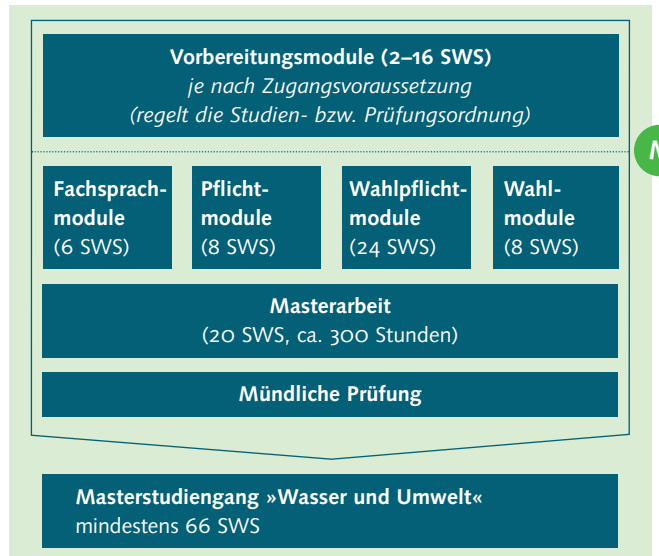 Vorbereitungsmodule (2–16 SWS)
je nach Zugangsvoraussetzung
(regelt die Studien- bzw. Prüfungsordnung)
Fachsprach-
module
(6 SWS)
Pflicht-
module
(8 SWS)
Wahlpflicht-
module
(24 SWS)
Wahl-
module
(8 SWS)
Masterarbeit
(20 SWS, ca. 300 Stunden)
Mündliche Prüfung
Masterstudiengang »Wasser und Umwelt«
mindestens 66 SWS